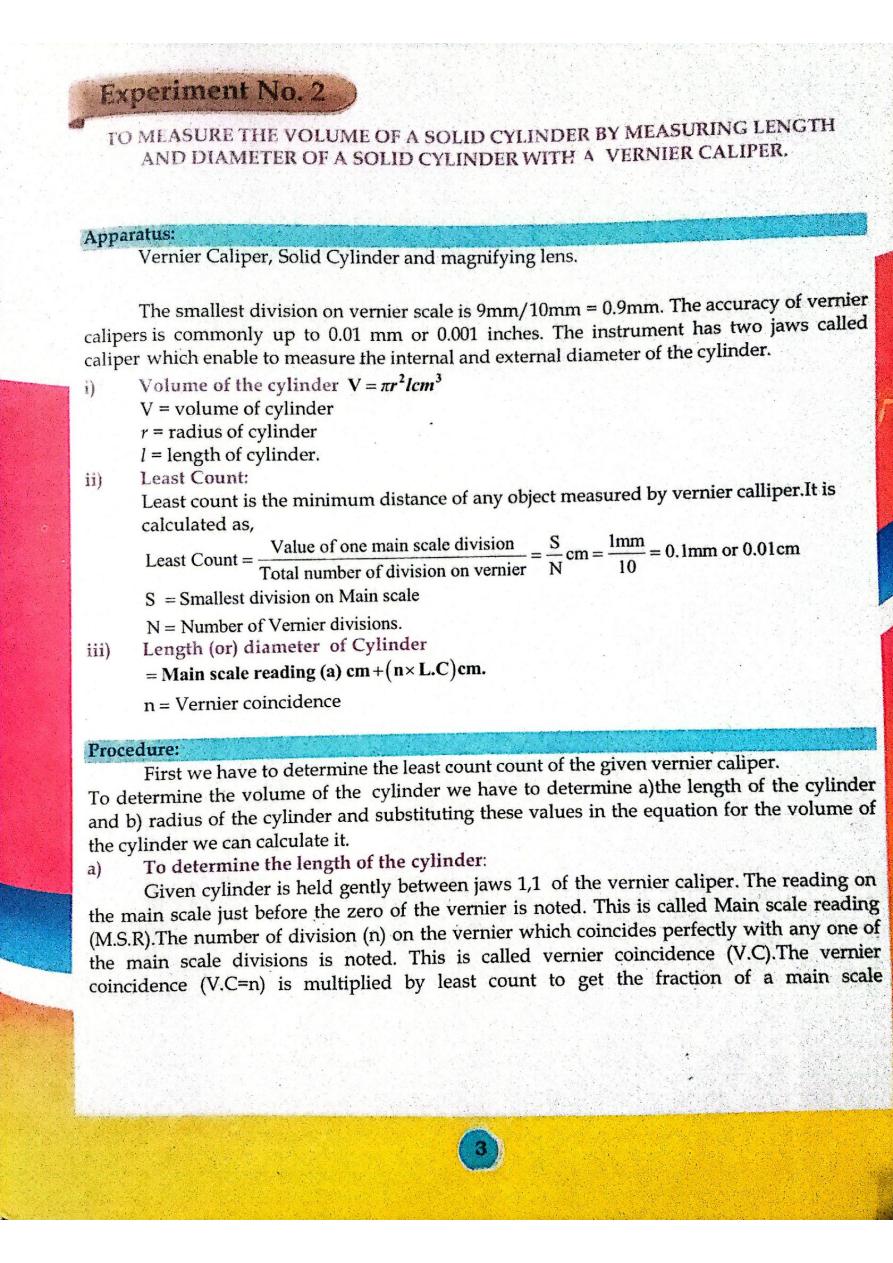 Experiment No. 2
TO MEASURE THE VOLUME OF A SOLID CYLINDER BY MEASURING LENGTH
AND DIAMETER OF A SOLID CYLINDER WITH A VERNIER CALIPER.
Apparatus:
Vernier Caliper, Solid Cylinder and magnifying lens.
The smallest division on vernier scale is 9mm/10mm = 0.9mm. The accuracy of vernier
calipers is commonly up to 0.01 mm or 0.001 inches. The instrument has two jaws called
caliper which enable to measure the internal and external diameter of the cylinder.
i) Volume of the cylinder V = πr²lcm³
V = volume of cylinder
r = radius of cylinder
l = length of cylinder.
ii) Least Count:
Least count is the minimum distance of any object measured by vernier calliper.It is
calculated as,
Least Count = Value of one main scale division / Total number of division on vernier = S/N cm = 1mm/10 = 0.1mm or 0.01cm
S = Smallest division on Main scale
N = Number of Vernier divisions.
iii) Length (or) diameter of Cylinder
= Main scale reading (a) cm+(n× L.C)cm.
n = Vernier coincidence
Procedure:
First we have to determine the least count count of the given vernier caliper.
To determine the volume of the cylinder we have to determine a)the length of the cylinder
and b) radius of the cylinder and substituting these values in the equation for the volume of
the cylinder we can calculate it.
a) To determine the length of the cylinder:
Given cylinder is held gently between jaws 1,1 of the vernier caliper. The reading on
the main scale just before the zero of the vernier is noted. This is called Main scale reading
(M.S.R).The number of division (n) on the vernier which coincides perfectly with any one of
the main scale divisions is noted. This is called vernier coincidence (V.C).The vernier
coincidence (V.C=n) is multiplied by least count to get the fraction of a main scale
3